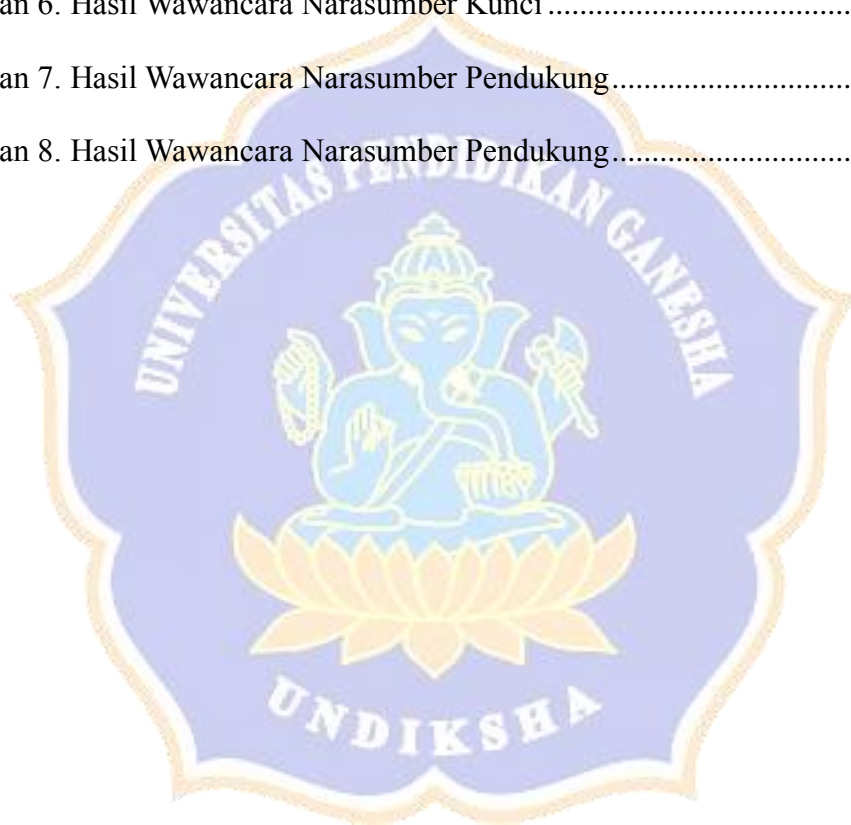 an 6. Hasil Wawancara Narasumber Kunci ....................................
an 7. Hasil Wawancara Narasumber Pendukung............................
an 8. Hasil Wawancara Narasumber Pendukung............................
UNIVERSITAS PENDIDIKAN GANESHA
UNDIKSHA